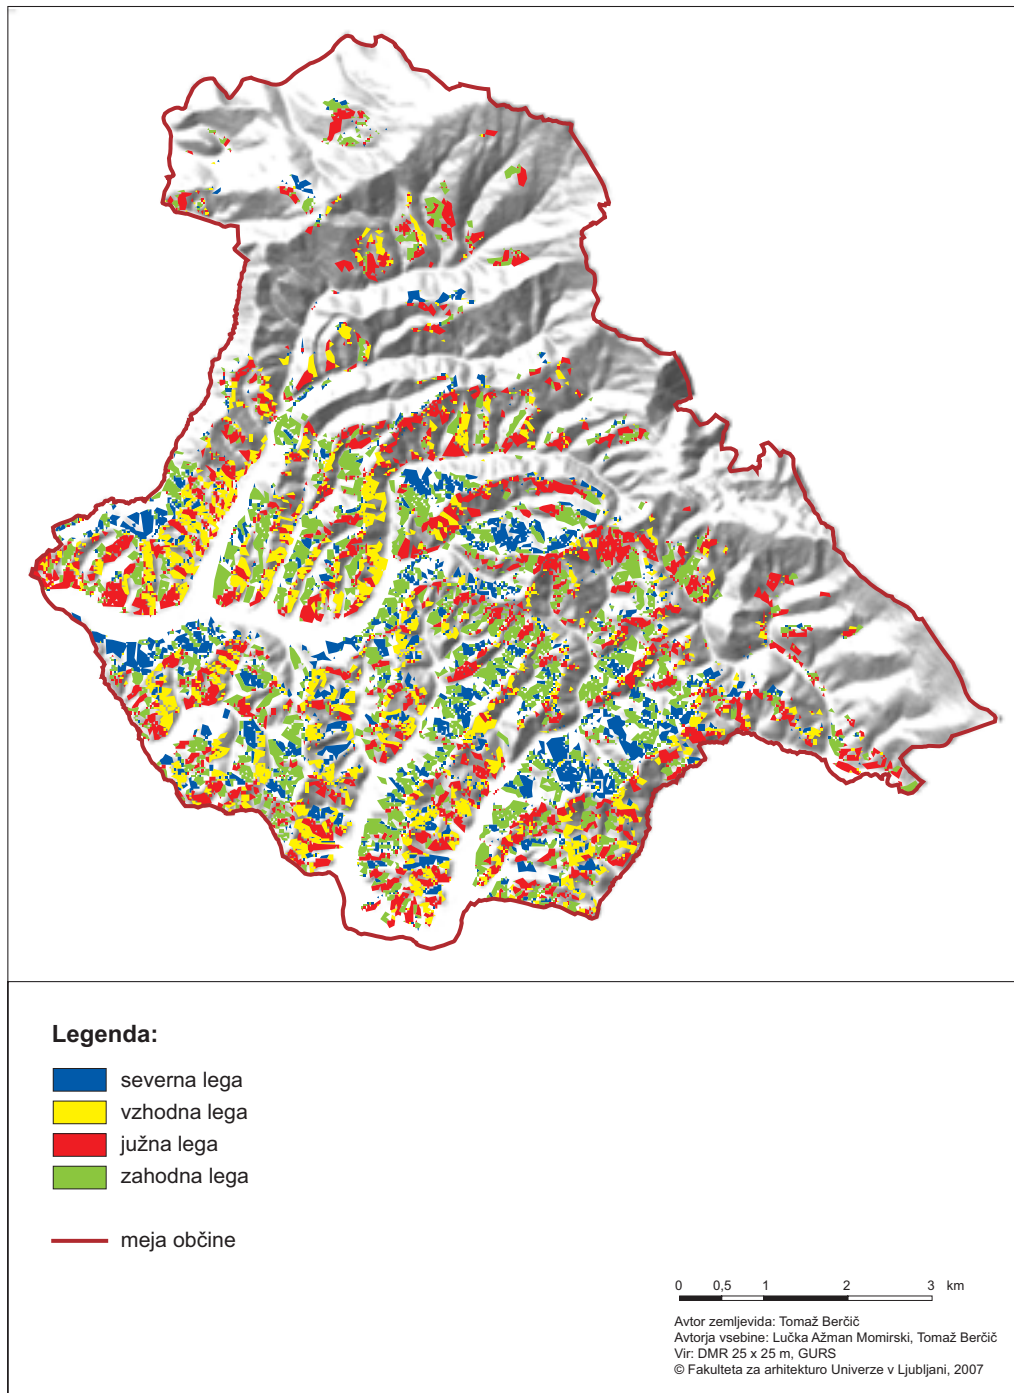 Legenda:
severna lega
vzhodna lega
južna lega
zahodna lega
meja občine
0 0,5 1 2 3 km
Avtor zemljevida: Tomaž Berčič
Avtorja vsebine: Lučka Ažman Momirski, Tomaž Berčič
Vir: DMR 25 x 25 m, GURS
© Fakulteta za arhitekturo Univerze v Ljubljani, 2007